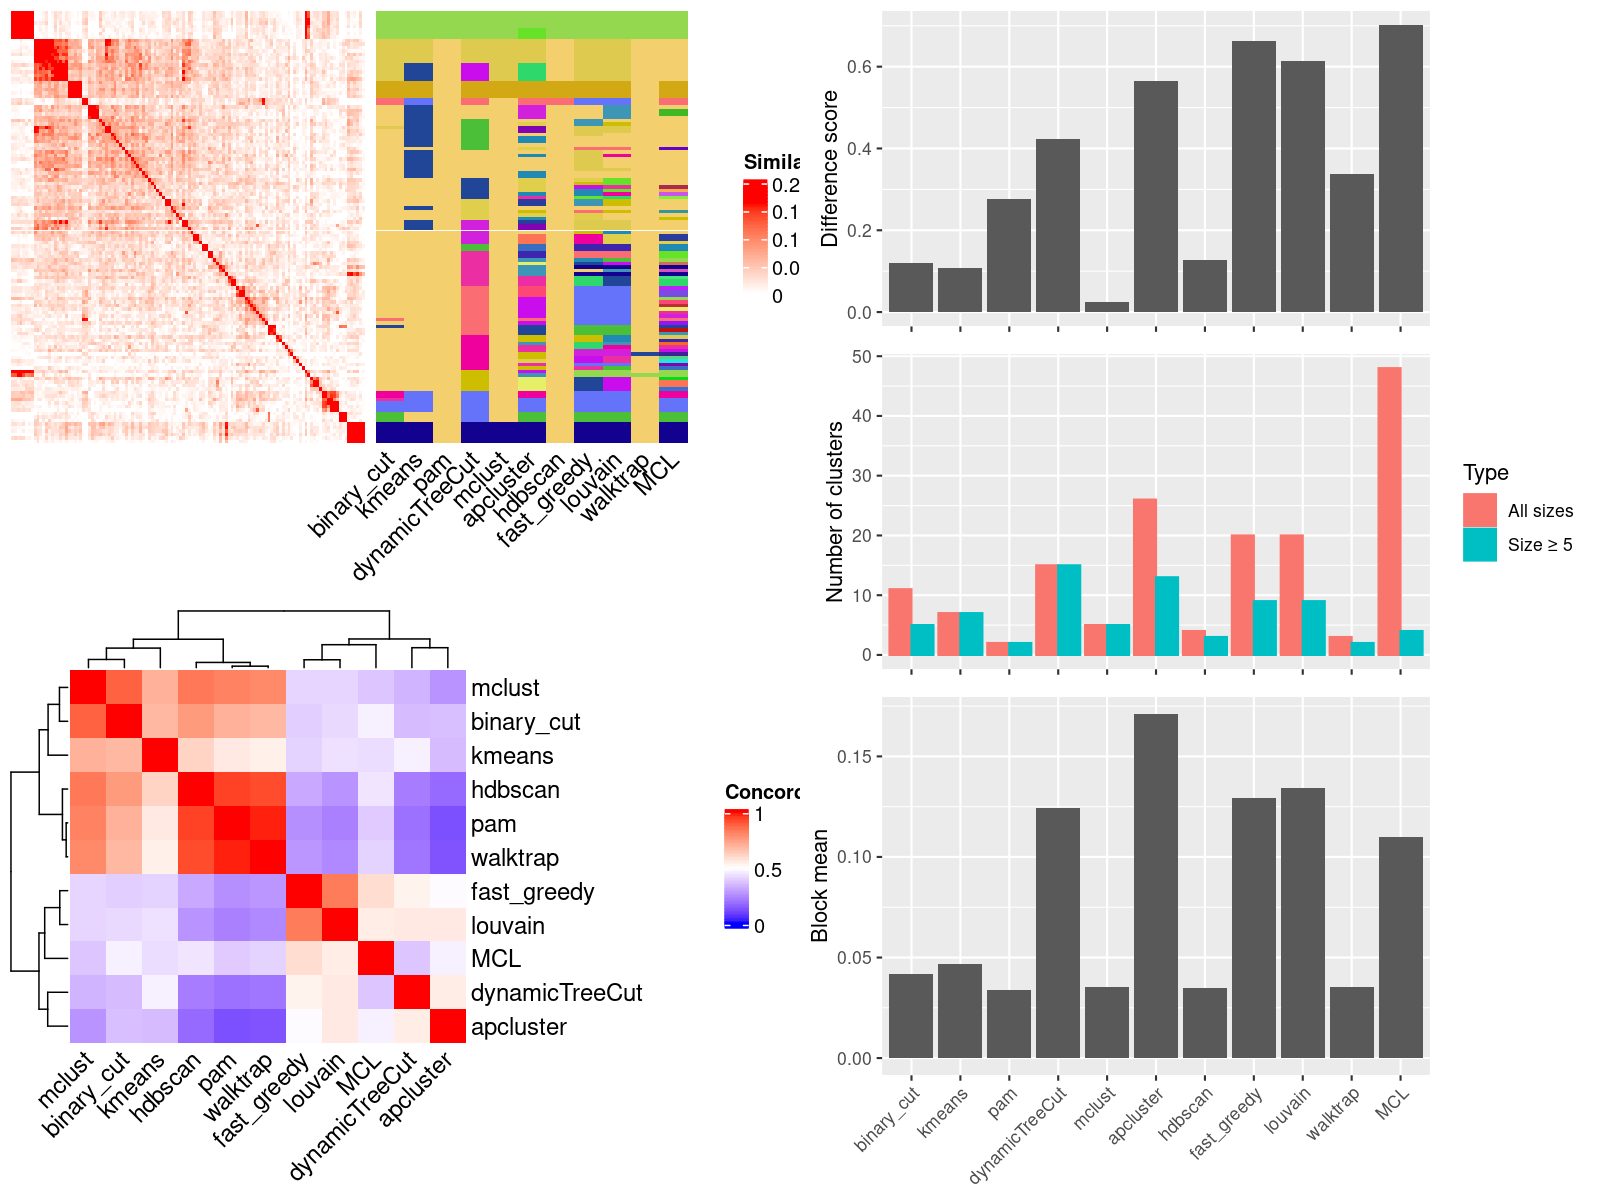 Simila
0.2
0.1
0.1
0.0
0
binary_cut
kmeans
pam
dynamicTreeCut
mclust
apcluster
hdbscan
fast_greedy
louvain
walktrap
MCL
mclust
binary_cut
kmeans
hdbscan
pam
walktrap
fast_greedy
louvain
MCL
dynamicTreeCut
apcluster
mclust
binary_cut
kmeans
hdbscan
pam
walktrap
fast_greedy
louvain
MCL
dynamicTreeCut
apcluster
Concord
1
0.5
0
Difference score
0.6
0.4
0.2
0.0
Number of clusters
50
40
30
20
10
0
Type
All sizes
Size ≥ 5
Block mean
0.15
0.10
0.05
0.00
binary_cut
kmeans
pam
dynamicTreeCut
mclust
apcluster
hdbscan
fast_greedy
louvain
walktrap
MCL